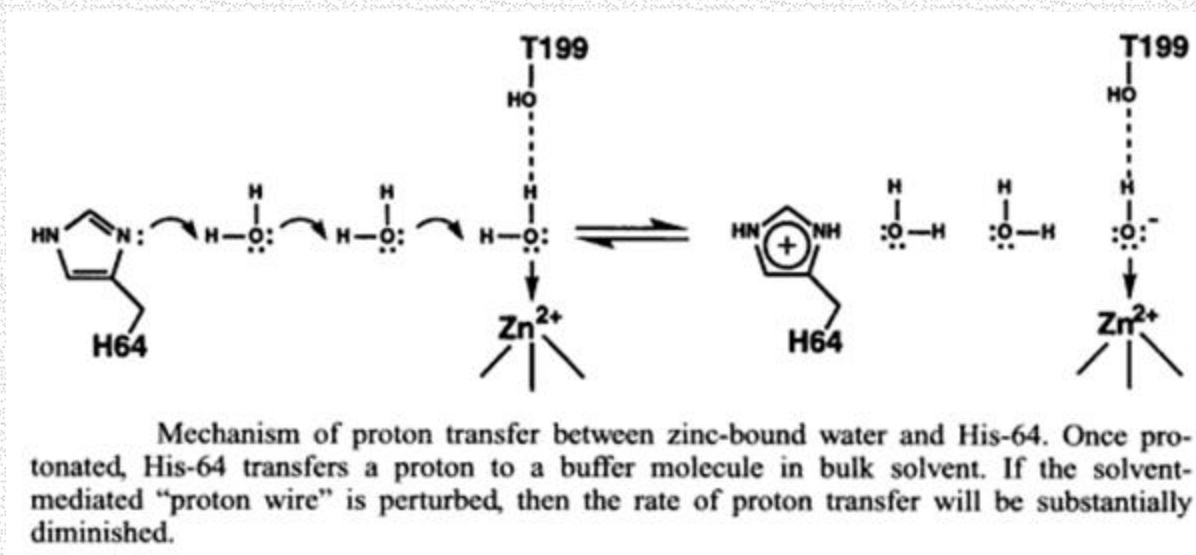 T199 T199
HO HO
H H H H H H
HN N: H–O: H–O: H–O: HN + NH :O–H :O–H :O:⁻
Zn2+ Zn2+
H64 H64
Mechanism of proton transfer between zinc-bound water and His-64. Once pro-
tonated, His-64 transfers a proton to a buffer molecule in bulk solvent. If the solvent-
mediated “proton wire” is perturbed, then the rate of proton transfer will be substantially
diminished.